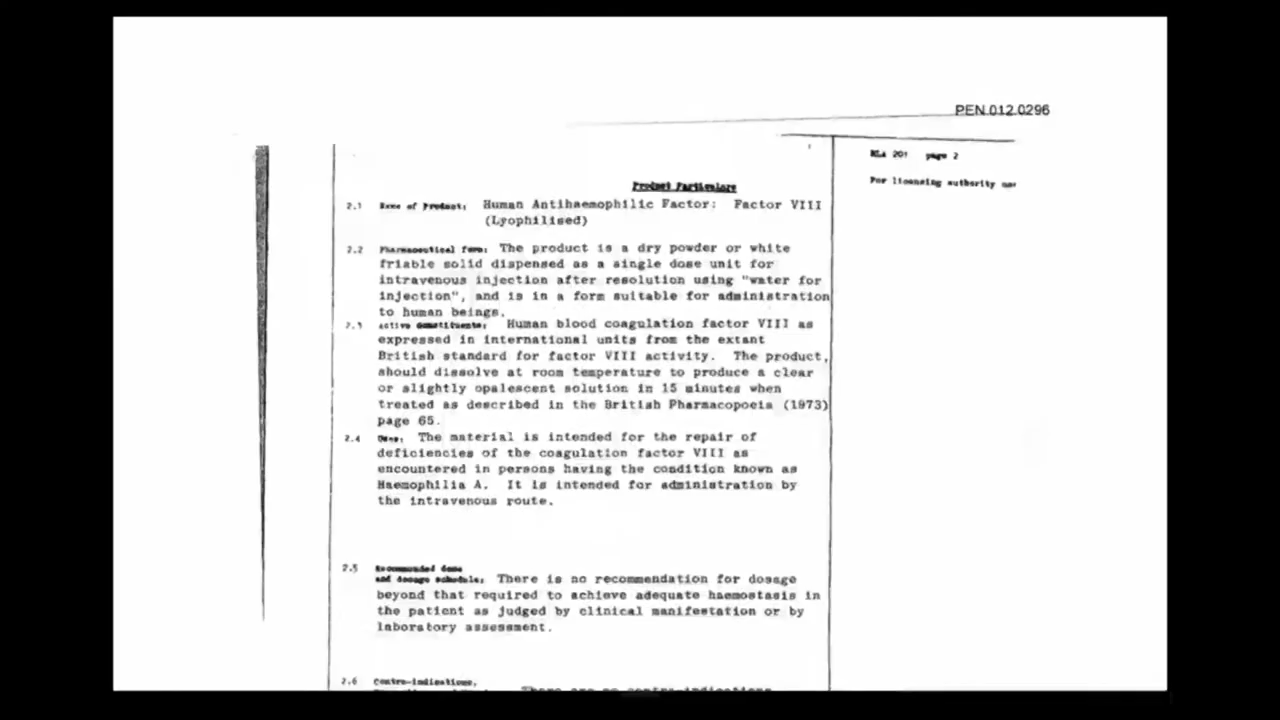 PEN.012.0296
MLA 201 page 2
For licensing authority
Product Particulars
2.1 Name of Product: Human Antihaemophilic Factor: Factor VIII
(Lyophilised)
2.2 Pharmaceutical form: The product is a dry powder or white
friable solid dispensed as a single dose unit for
intravenous injection after resolution using "water for
injection", and is in a form suitable for administration
to human beings.
2.3 Active constituents: Human blood coagulation factor VIII as
expressed in international units from the extant
British standard for factor VIII activity. The product,
should dissolve at room temperature to produce a clear
or slightly opalescent solution in 15 minutes when
treated as described in the British Pharmacopoeia (1973)
page 65.
2.4 Uses: The material is intended for the repair of
deficiencies of the coagulation factor VIII as
encountered in persons having the condition known as
Haemophilia A. It is intended for administration by
the intravenous route.
2.5 Recommended dose
and dosage schedule: There is no recommendation for dosage
beyond that required to achieve adequate haemostasis in
the patient as judged by clinical manifestation or by
laboratory assessment.
2.6 Contra-indications,
There are no contra-indications